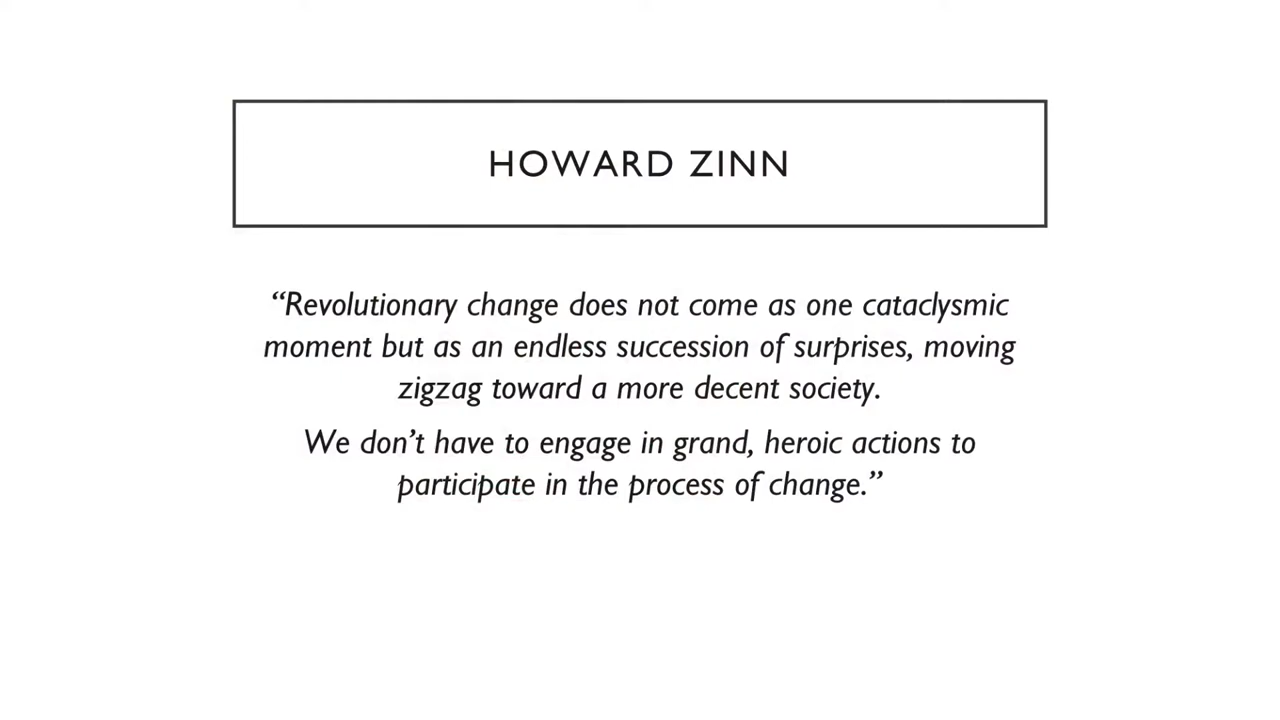 HOWARD ZINN
“Revolutionary change does not come as one cataclysmic
moment but as an endless succession of surprises, moving
zigzag toward a more decent society.
We don’t have to engage in grand, heroic actions to
participate in the process of change.”